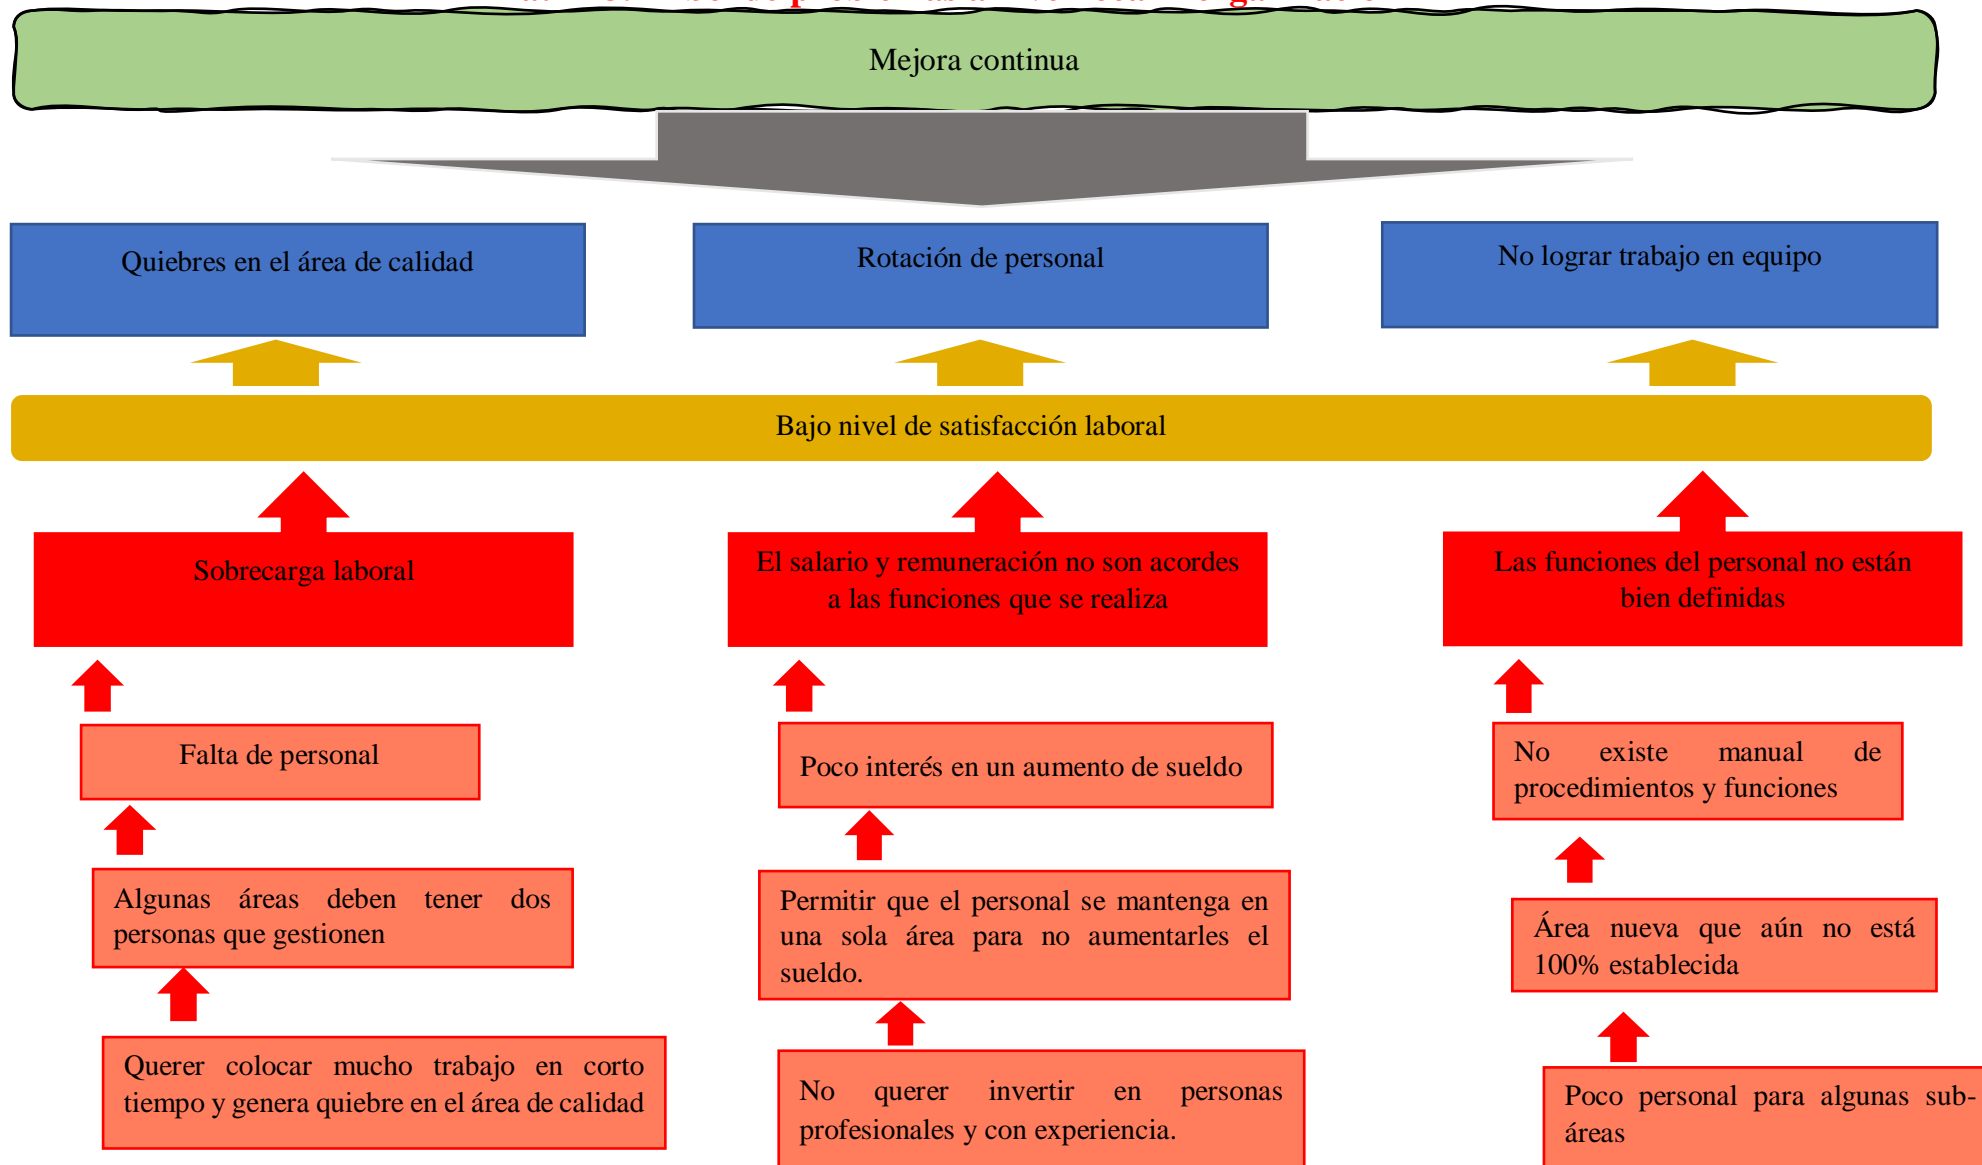 Mejora continua
Quiebres en el área de calidad
Rotación de personal
No lograr trabajo en equipo
Bajo nivel de satisfacción laboral
Sobrecarga laboral
El salario y remuneración no son acordes
a las funciones que se realiza
Las funciones del personal no están
bien definidas
Falta de personal
Poco interés en un aumento de sueldo
No existe manual de
procedimientos y funciones
Algunas áreas deben tener dos
personas que gestionen
Permitir que el personal se mantenga en
una sola área para no aumentarles el
sueldo.
Área nueva que aún no está
100% establecida
Querer colocar mucho trabajo en corto
tiempo y genera quiebre en el área de calidad
No querer invertir en personas
profesionales y con experiencia.
Poco personal para algunas sub-
áreas